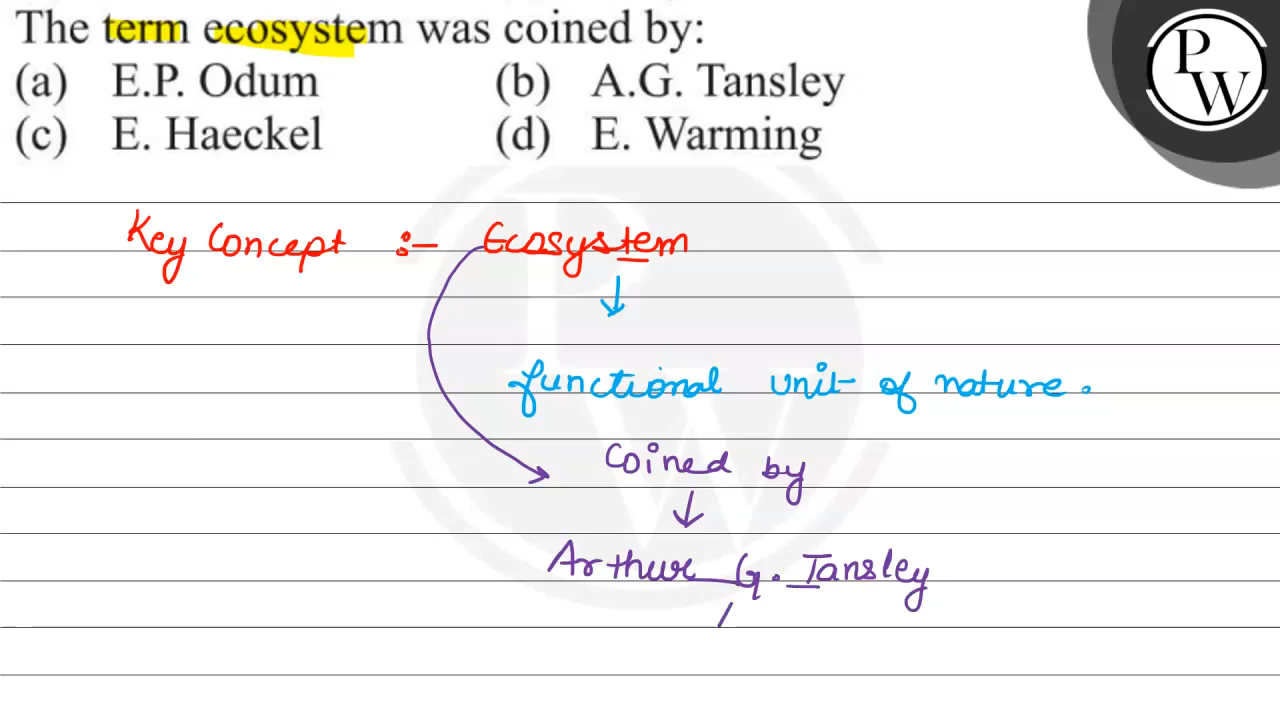 The term ecosystem was coined by:
(a) E.P. Odum (b) A.G. Tansley
(c) E. Haeckel (d) E. Warming
PW
Key Concept :- Ecosystem
↓
functional unit of nature.
Coined by
↓
Arthur G. Tansley